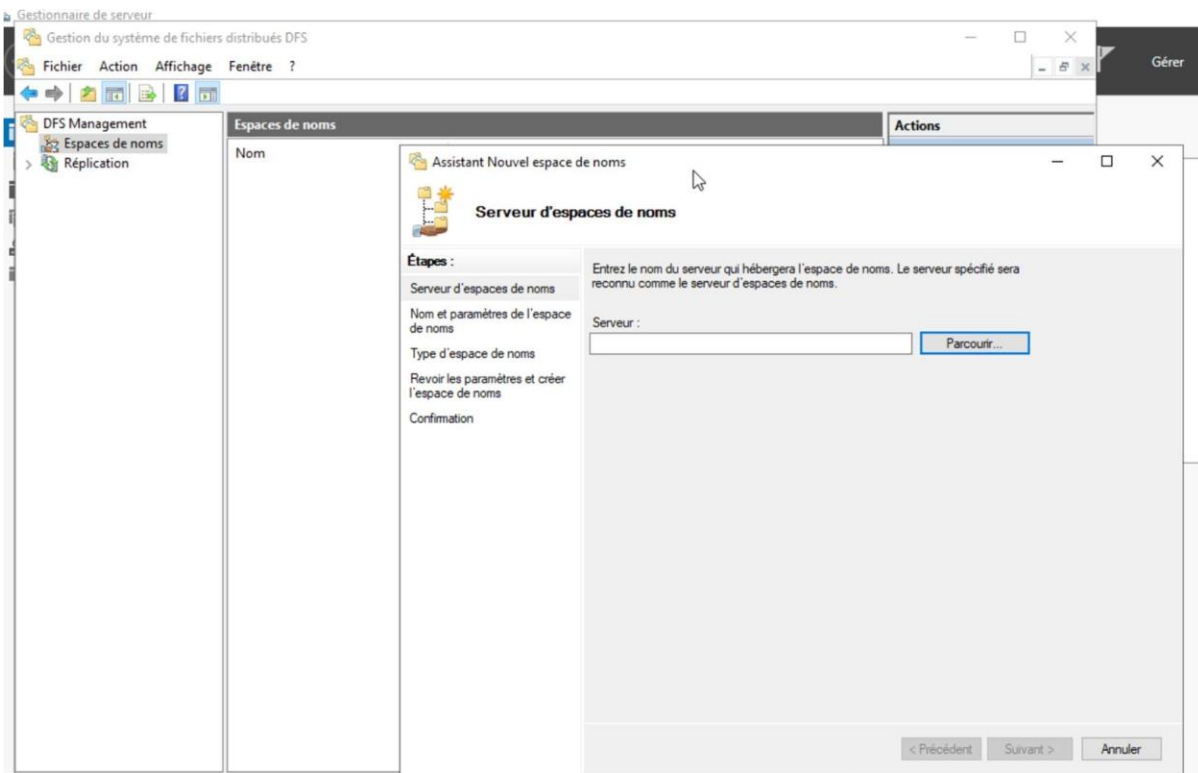 Gestionnaire de serveur
Gestion du système de fichiers distribués DFS
Fichier Action Affichage Fenêtre ?
Gérer
DFS Management
Espaces de noms
Réplication
Espaces de noms
Nom
Actions
Assistant Nouvel espace de noms
Serveur d'espaces de noms
Étapes :
Serveur d'espaces de noms
Nom et paramètres de l'espace
de noms
Type d'espace de noms
Revoir les paramètres et créer
l'espace de noms
Confirmation
Entrez le nom du serveur qui hébergera l'espace de noms. Le serveur spécifié sera
reconnu comme le serveur d'espaces de noms.
Serveur :
Parcourir...
< Précédent Suivant > Annuler